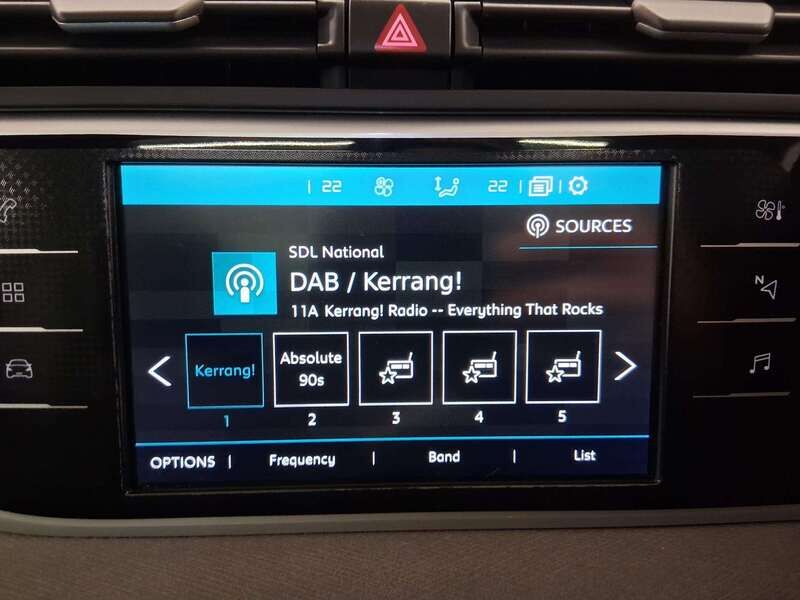 22 22
SOURCES
SDL National
DAB / Kerrang!
11A Kerrang! Radio -- Everything That Rocks
Kerrang! Absolute 90s
1 2 3 4 5
OPTIONS Frequency Band List
N